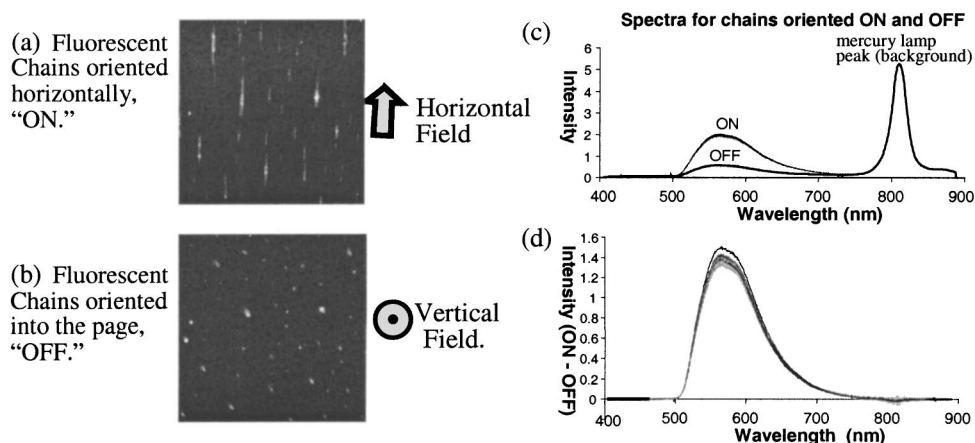 (a) Fluorescent
Chains oriented
horizontally,
“ON.”
Horizontal
Field
(b) Fluorescent
Chains oriented
into the page,
“OFF.”
Vertical
Field.
(c)
Spectra for chains oriented ON and OFF
mercury lamp
peak (background)
Intensity
6
5
4
3
2
1
0
ON
OFF
400 500 600 700 800 900
Wavelength (nm)
(d)
Intensity (ON - OFF)
1.6
1.4
1.2
1
0.8
0.6
0.4
0.2
0
400 500 600 700 800 900
Wavelength (nm)